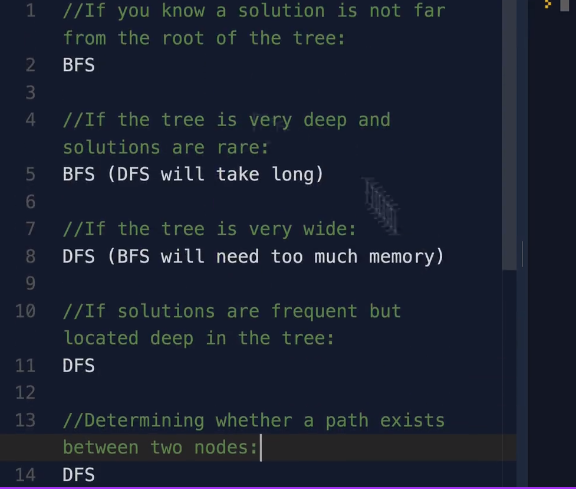 1 //If you know a solution is not far
from the root of the tree:
2 BFS
3
4 //If the tree is very deep and
solutions are rare:
5 BFS (DFS will take long)
6
7 //If the tree is very wide:
8 DFS (BFS will need too much memory)
9
10 //If solutions are frequent but
located deep in the tree:
11 DFS
12
13 //Determining whether a path exists
between two nodes:
14 DFS